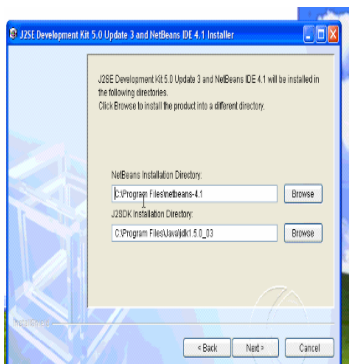 J2SE Development Kit 5.0 Update 3 and NetBeans IDE 4.1 Installer
J2SE Development Kit 5.0 Update 3 and NetBeans IDE 4.1 will be installed in
the following directories.
Click Browse to install the product into a different directory.
NetBeans Installation Directory:
C:\Program Files\netbeans-4.1
Browse
J2SDK Installation Directory:
C:\Program Files\Java\jdk1.5.0_03
Browse
< Back
Next >
Cancel